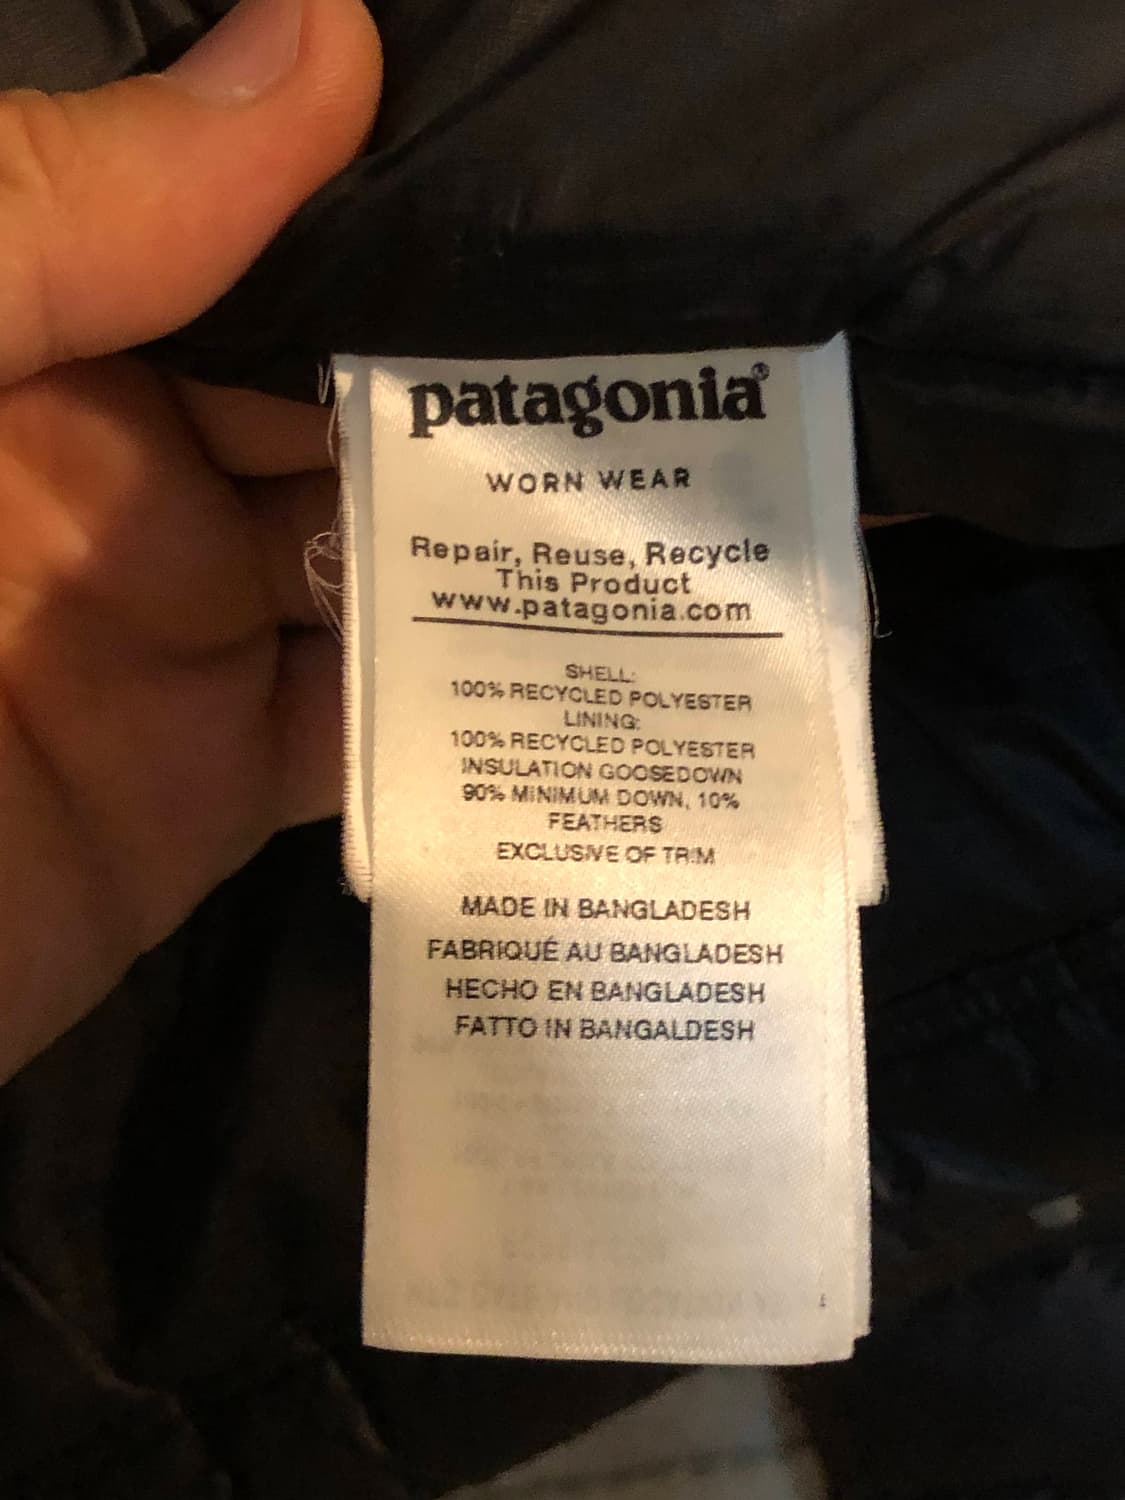 patagonia®
WORN WEAR
Repair, Reuse, Recycle
This Product
www.patagonia.com
SHELL:
100% RECYCLED POLYESTER
LINING:
100% RECYCLED POLYESTER
INSULATION GOOSEDOWN
90% MINIMUM DOWN, 10%
FEATHERS
EXCLUSIVE OF TRIM
MADE IN BANGLADESH
FABRIQUÉ AU BANGLADESH
HECHO EN BANGLADESH
FATTO IN BANGALDESH